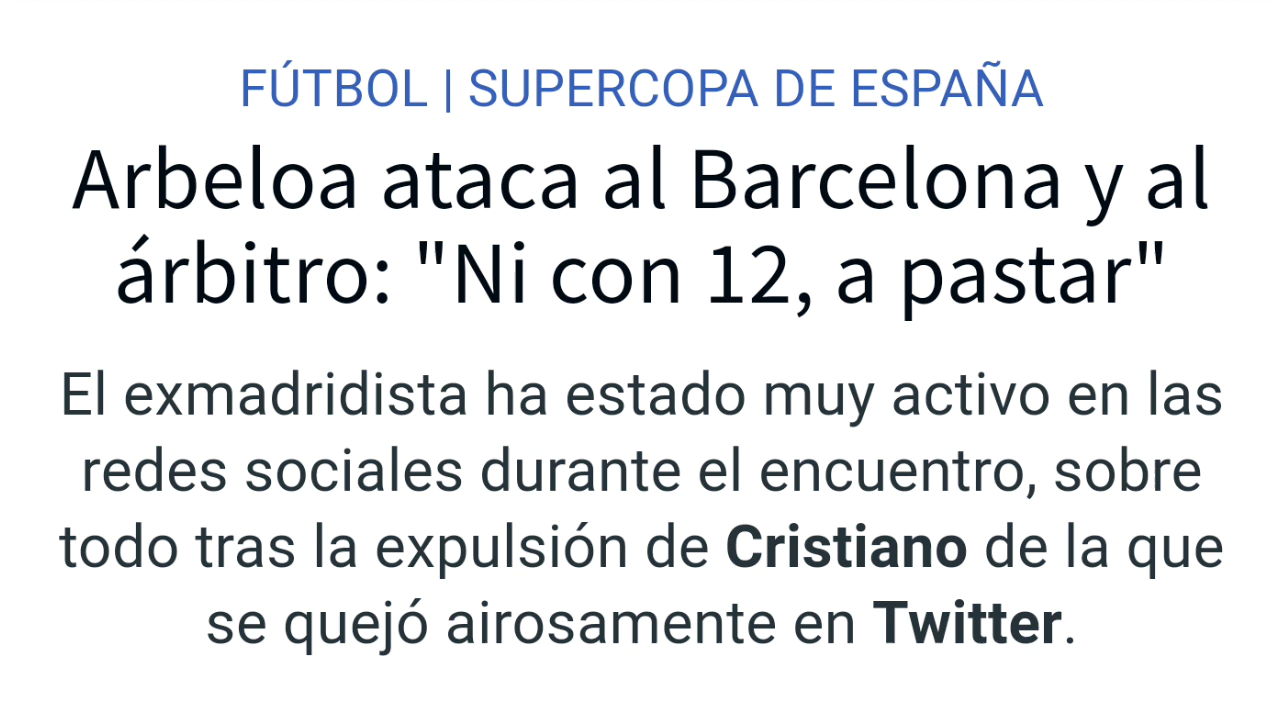 FÚTBOL | SUPERCOPA DE ESPAÑA
Arbeloa ataca al Barcelona y al
árbitro: "Ni con 12, a pastar"
El exmadridista ha estado muy activo en las
redes sociales durante el encuentro, sobre
todo tras la expulsión de Cristiano de la que
se quejó airosamente en Twitter.